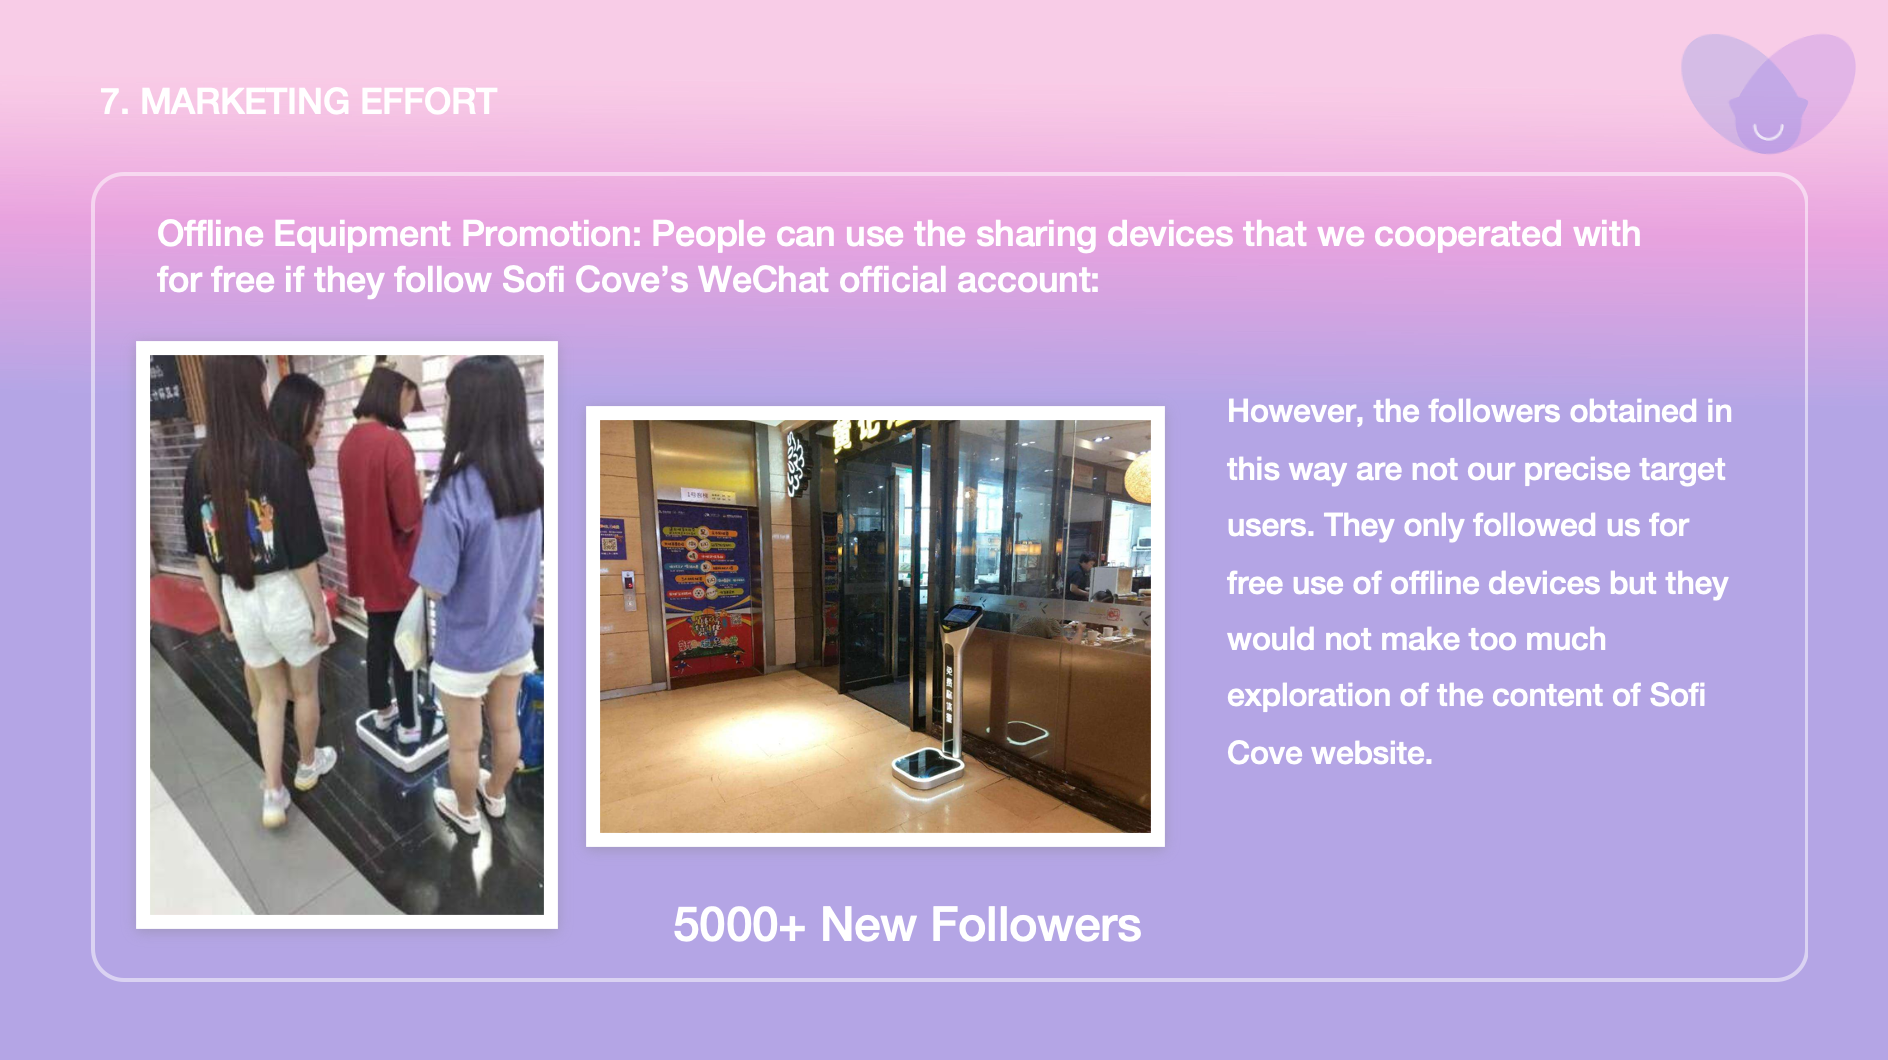 7. MARKETING EFFORT
Offline Equipment Promotion: People can use the sharing devices that we cooperated with
for free if they follow Sofi Cove’s WeChat official account:
However, the followers obtained in
this way are not our precise target
users. They only followed us for
free use of offline devices but they
would not make too much
exploration of the content of Sofi
Cove website.
5000+ New Followers